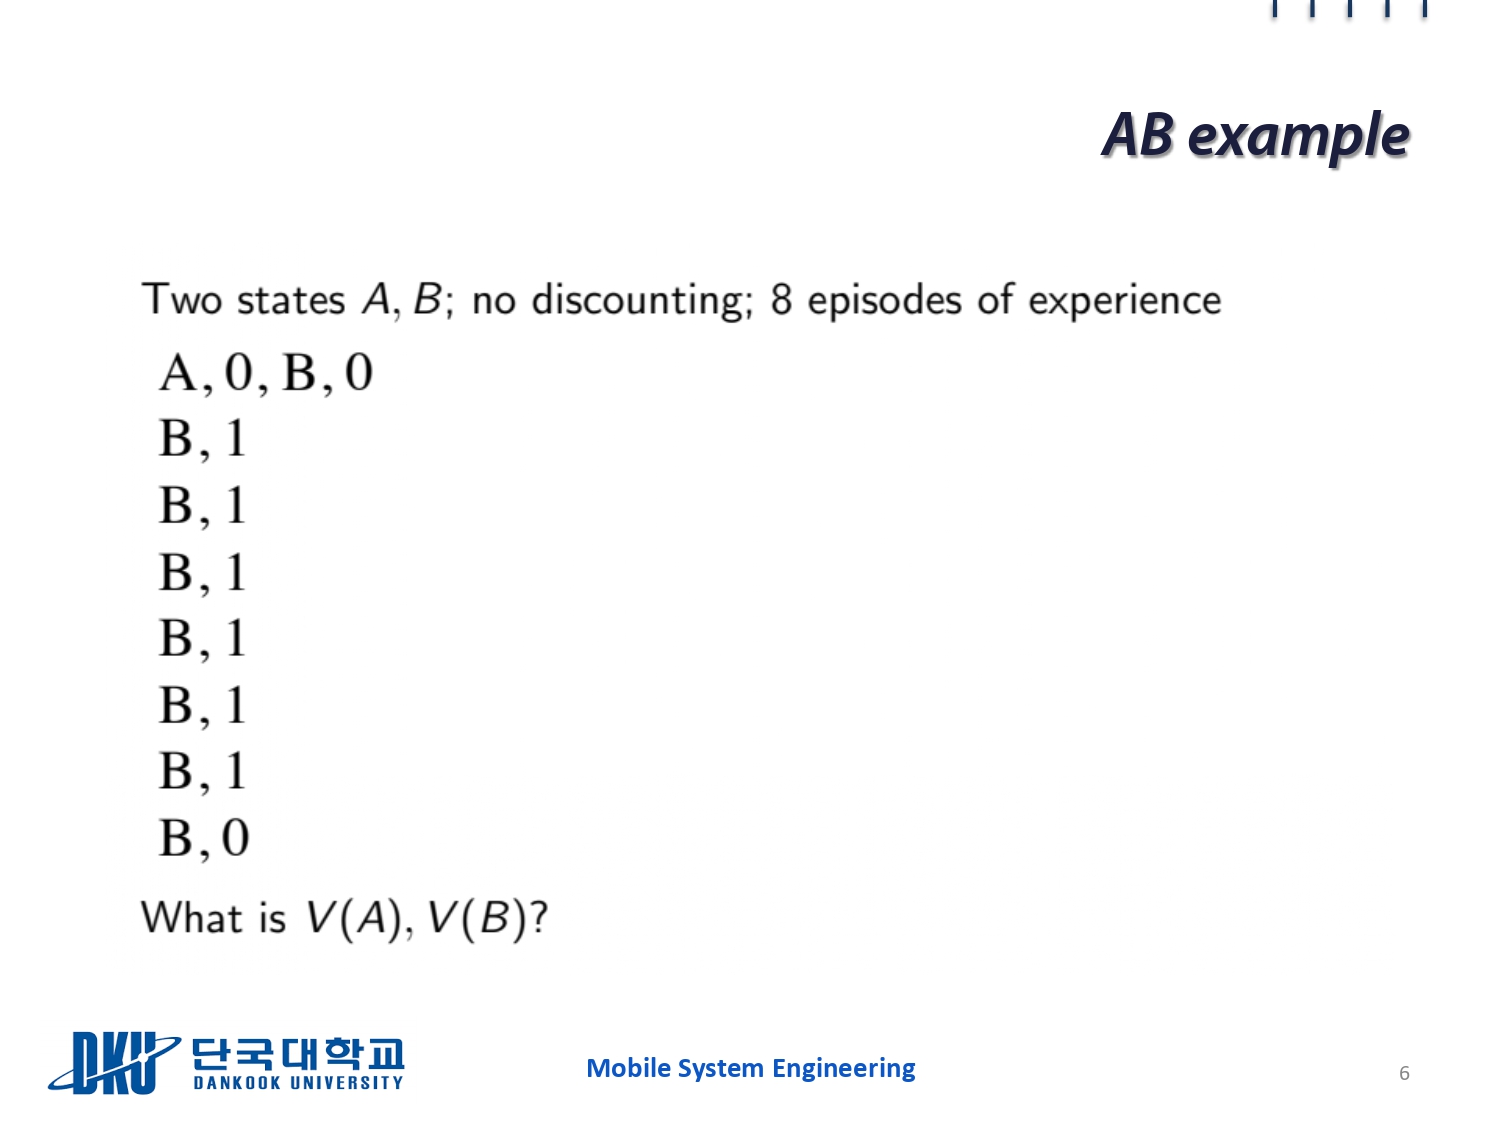 AB example
Two states A, B; no discounting; 8 episodes of experience
A, 0, B, 0
B, 1
B, 1
B, 1
B, 1
B, 1
B, 1
B, 0
What is V(A), V(B)?
DKU 단국대학교
DANKOOK UNIVERSITY
Mobile System Engineering
6